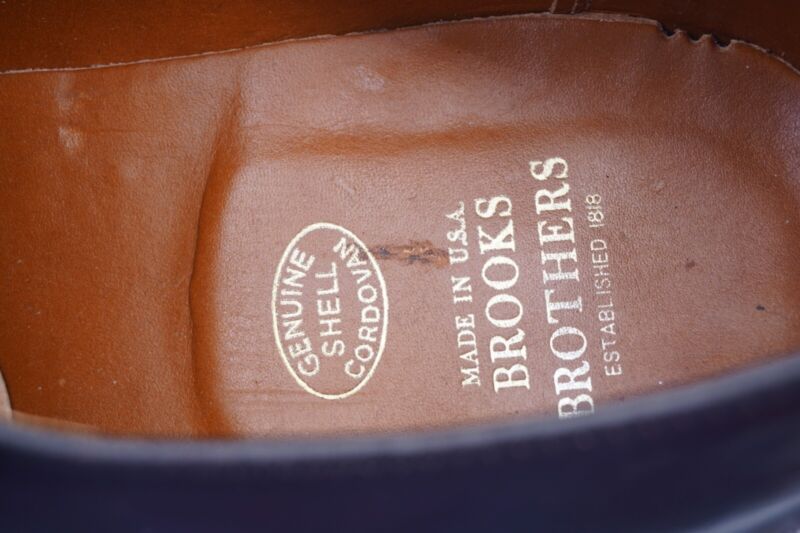 GENUINE
SHELL
CORDOVAN
MADE IN U.S.A.
BROOKS
BROTHERS
ESTABLISHED 1818